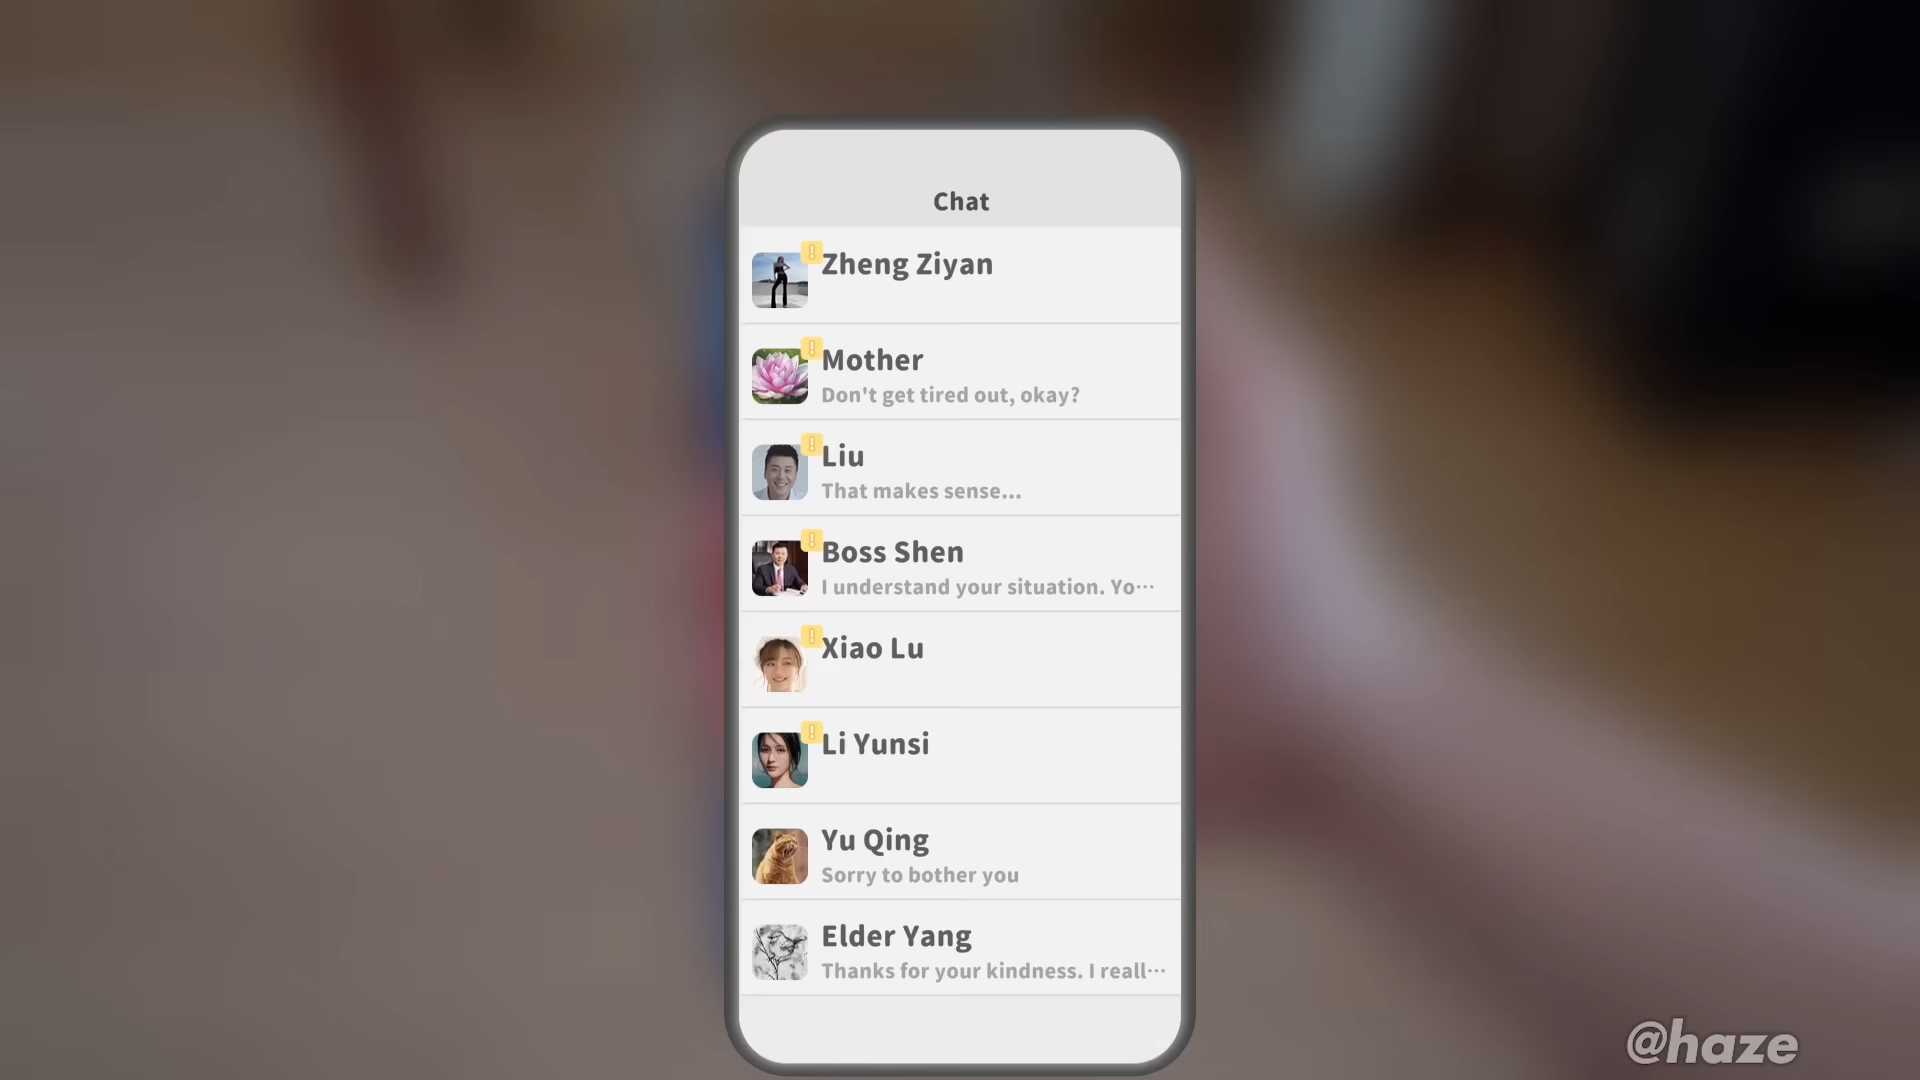 Chat
Zheng Ziyan
Mother
Don't get tired out, okay?
Liu
That makes sense...
Boss Shen
I understand your situation. Yo···
Xiao Lu
Li Yunsi
Yu Qing
Sorry to bother you
Elder Yang
Thanks for your kindness. I reall···
@haze